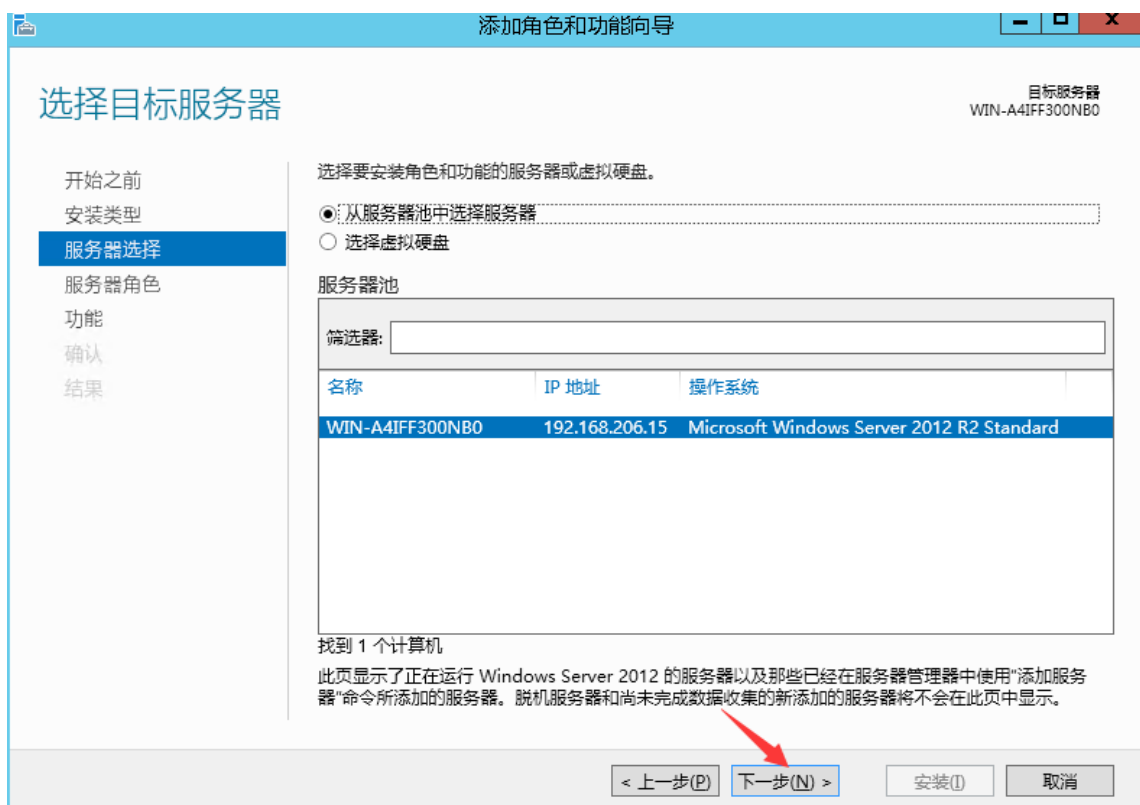 添加角色和功能向导
选择目标服务器
目标服务器
WIN-A4IFF300NB0
开始之前
安装类型
服务器选择
服务器角色
功能
确认
结果
选择要安装角色和功能的服务器或虚拟硬盘。
从服务器池中选择服务器
选择虚拟硬盘
服务器池
筛选器:
名称 IP 地址 操作系统
WIN-A4IFF300NB0 192.168.206.15 Microsoft Windows Server 2012 R2 Standard
找到 1 个计算机
此页显示了正在运行 Windows Server 2012 的服务器以及那些已经在服务器管理器中使用"添加服务
器"命令所添加的服务器。脱机服务器和尚未完成数据收集的新添加的服务器将不会在此页中显示。
< 上一步(P) 下一步(N) > 安装(I) 取消